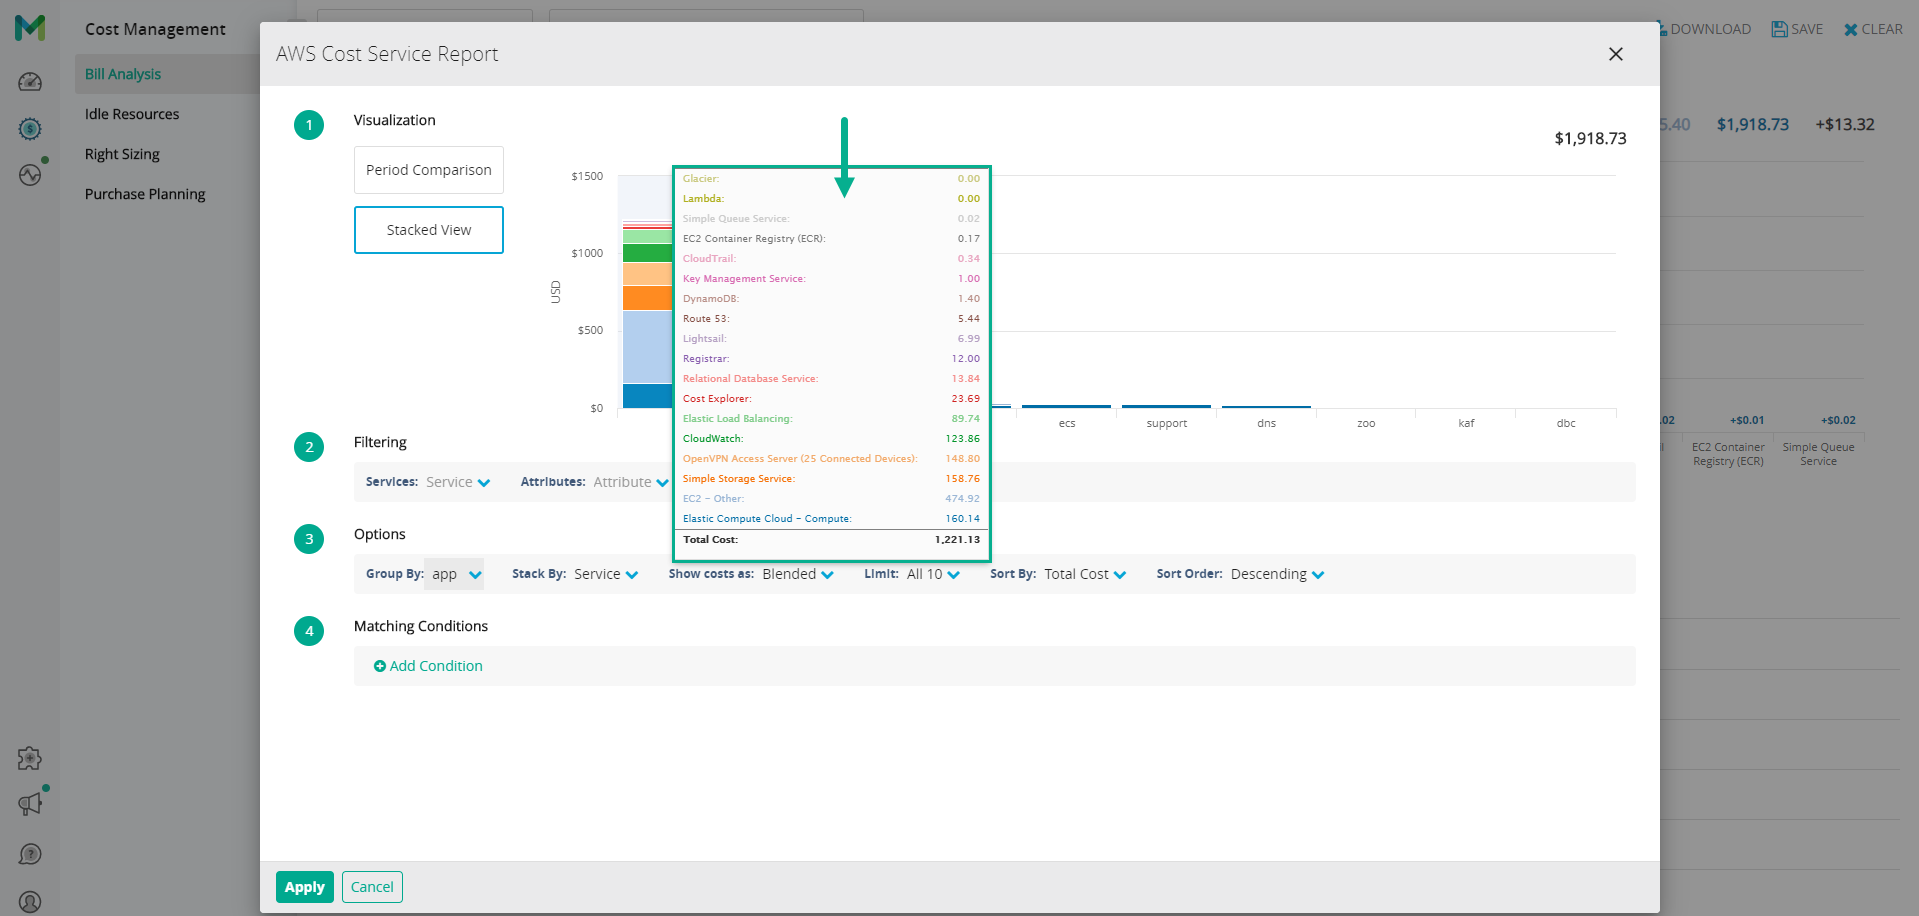 Cost Management
Bill Analysis
Idle Resources
Right Sizing
Purchase Planning
DOWNLOAD SAVE CLEAR
5.40 $1,918.73 +$13.32
AWS Cost Service Report
1 Visualization
$1,918.73
Period Comparison
Stacked View
USD
$1500
$1000
$500
$0
Glacier: 0.00
Lambda: 0.00
Simple Queue Service: 0.02
EC2 Container Registry (ECR): 0.17
CloudTrail: 0.34
Key Management Service: 1.00
DynamoDB: 1.40
Route 53: 5.44
Lightsail: 6.99
Registrar: 12.00
Relational Database Service: 13.84
Cost Explorer: 23.69
Elastic Load Balancing: 89.74
CloudWatch: 123.86
OpenVPN Access Server (25 Connected Devices): 148.80
Simple Storage Service: 158.76
EC2 - Other: 474.92
Elastic Compute Cloud - Compute: 160.14
Total Cost: 1,221.13
ecs support dns zoo kaf dbc
.02 +$0.01 +$0.02
EC2 Container Simple Queue
Registry (ECR) Service
2 Filtering
Services: Service Attributes: Attribute
3 Options
Group By: app Stack By: Service Show costs as: Blended Limit: All 10 Sort By: Total Cost Sort Order: Descending
4 Matching Conditions
Add Condition
Apply Cancel